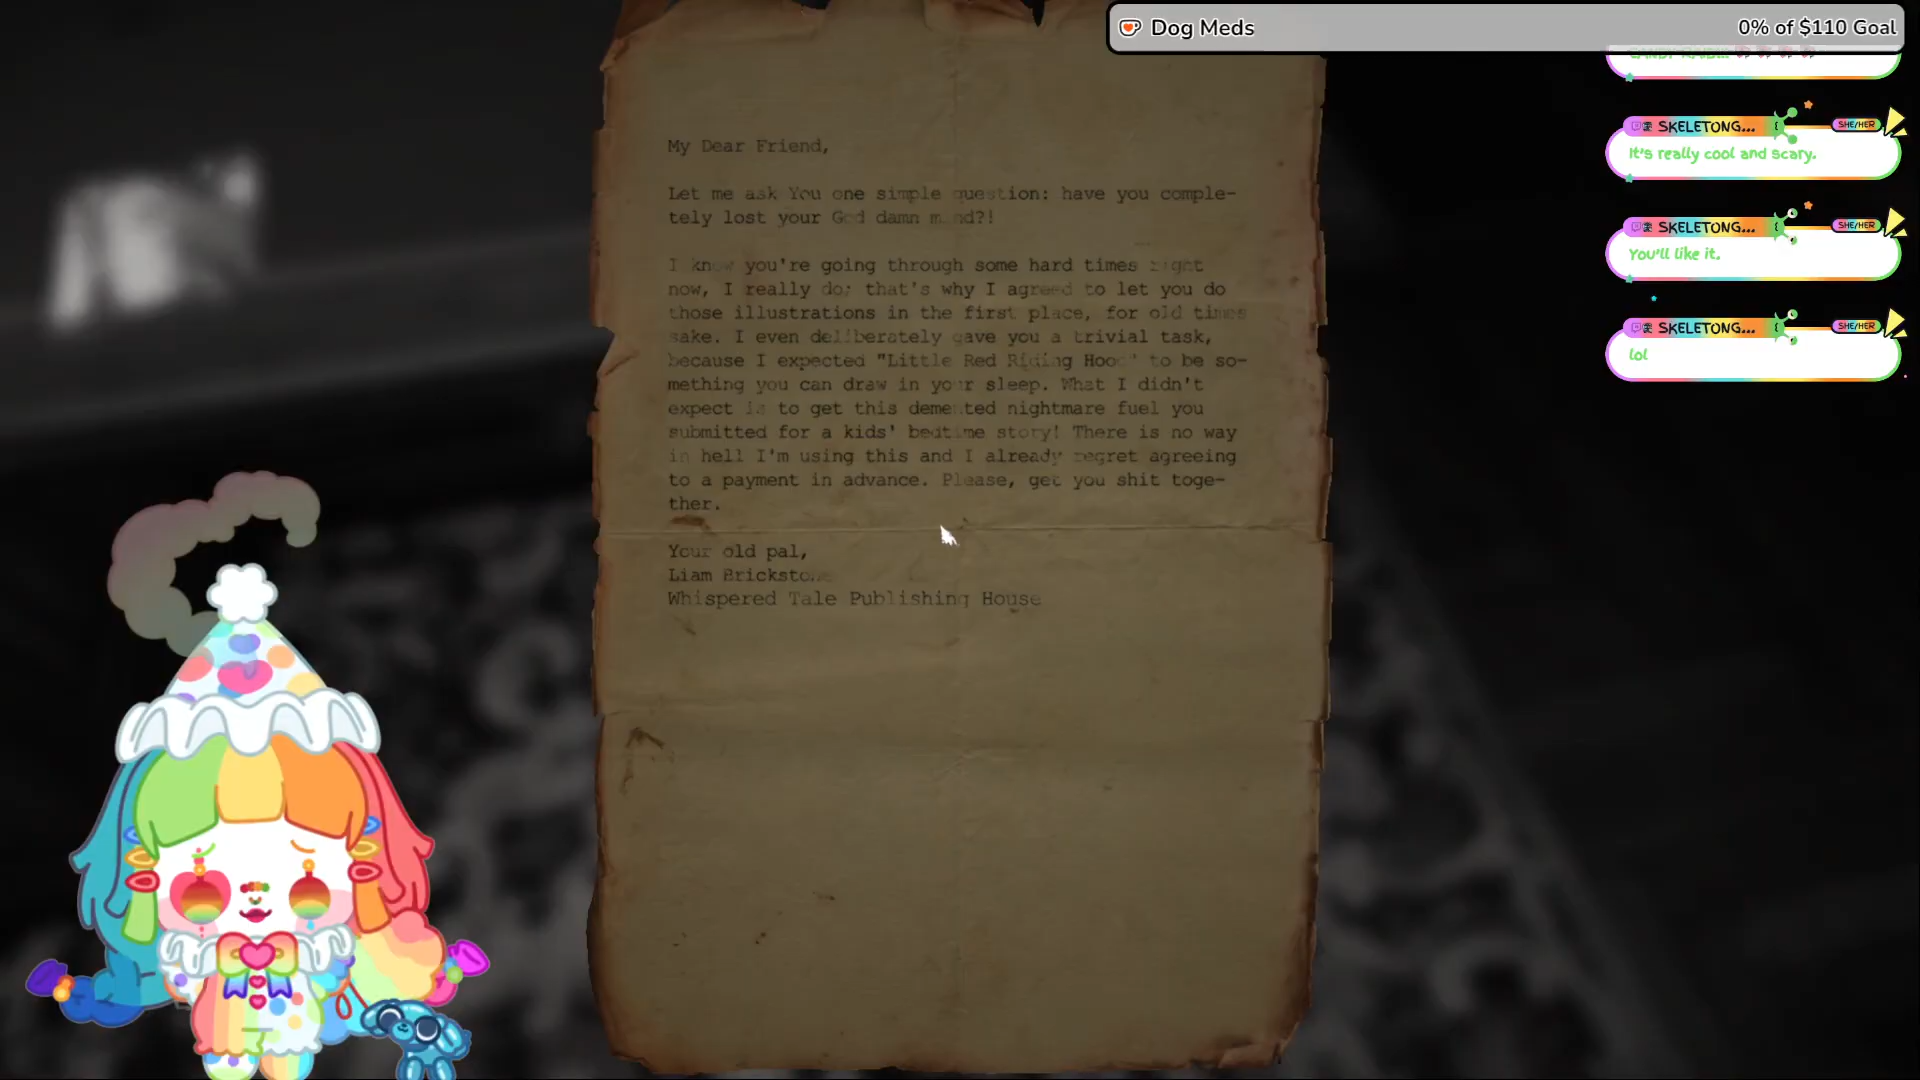 Dog Meds
0% of $110 Goal
SKELETONG...
SHE/HER
It's really cool and scary.
SKELETONG...
SHE/HER
You'll like it.
SKELETONG...
SHE/HER
lol
My Dear Friend,
Let me ask You one simple question: have you comple-
tely lost your God damn mind?!
I know you're going through some hard times right
now, I really do; that's why I agreed to let you do
those illustrations in the first place, for old times
sake. I even deliberately gave you a trivial task,
because I expected "Little Red Riding Hood" to be so-
mething you can draw in your sleep. What I didn't
expect is to get this demented nightmare fuel you
submitted for a kids' bedtime story! There is no way
in hell I'm using this and I already regret agreeing
to a payment in advance. Please, get you shit toge-
ther.
Your old pal,
Liam Brickstone
Whispered Tale Publishing House